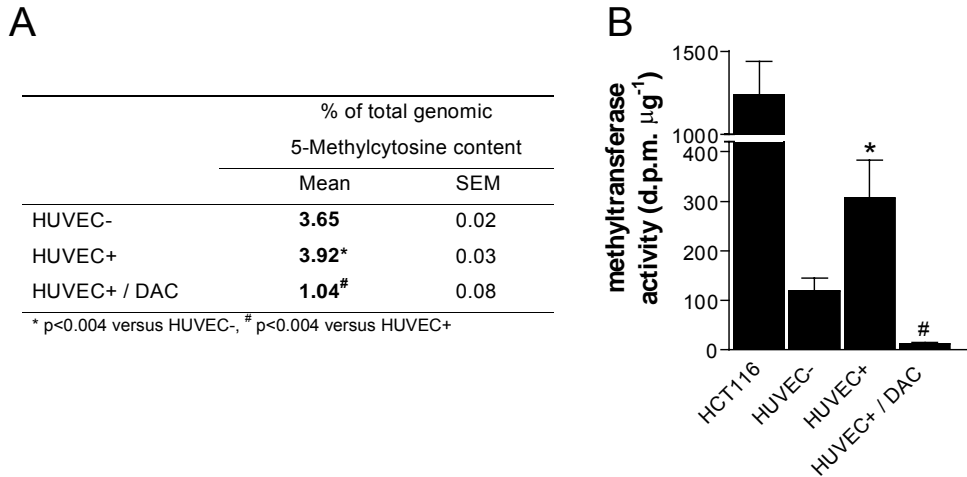 A
% of total genomic
5-Methylcytosine content
Mean SEM
HUVEC- 3.65 0.02
HUVEC+ 3.92* 0.03
HUVEC+ / DAC 1.04# 0.08
* p<0.004 versus HUVEC-, # p<0.004 versus HUVEC+
B
methyltransferase
activity (d.p.m. μg-1)
1500
1000
400
300
200
100
0
*
#
HCT116
HUVEC-
HUVEC+
HUVEC+ / DAC